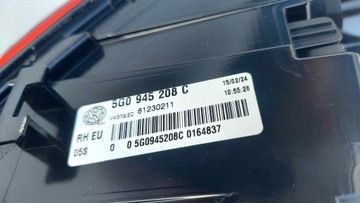 5G0 945 208 C
15/02/24
VW370LED 81230211
10:55:26
RH EU
D5S
0 0 5G0945208C 0164837